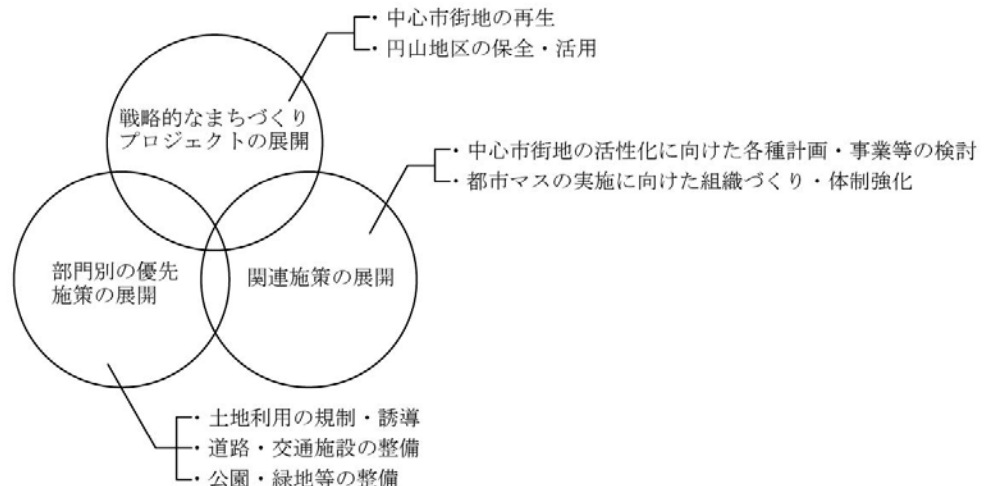 ・中心市街地の再生
・円山地区の保全・活用
戦略的なまちづくり
プロジェクトの展開
・中心市街地の活性化に向けた各種計画・事業等の検討
・都市マスの実施に向けた組織づくり・体制強化
部門別の優先
施策の展開
関連施策の展開
・土地利用の規制・誘導
・道路・交通施設の整備
・公園・緑地等の整備